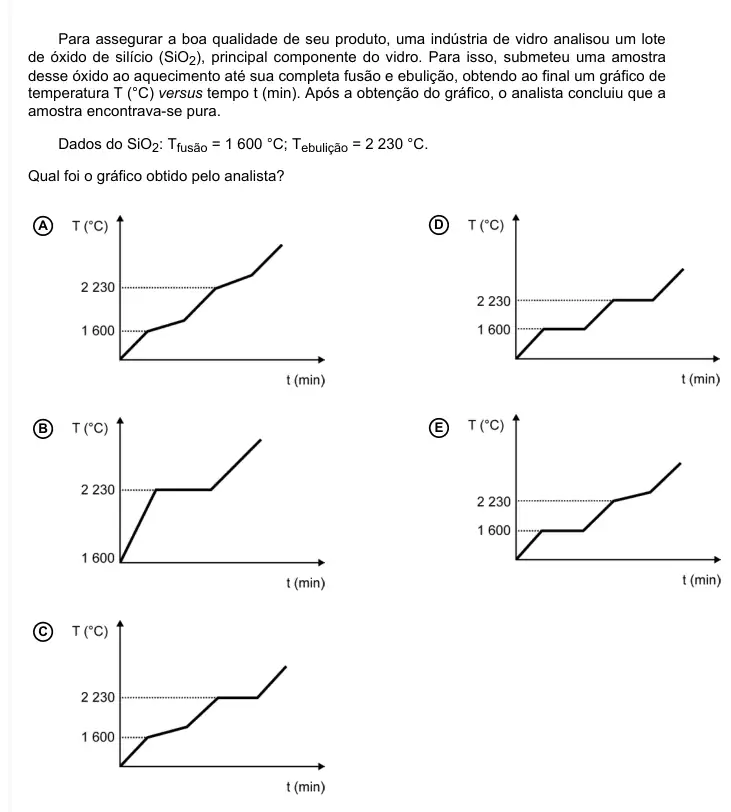 Para assegurar a boa qualidade de seu produto, uma indústria de vidro analisou um lote
de óxido de silício (SiO2), principal componente do vidro. Para isso, submeteu uma amostra
desse óxido ao aquecimento até sua completa fusão e ebulição, obtendo ao final um gráfico de
temperatura T (°C) versus tempo t (min). Após a obtenção do gráfico, o analista concluiu que a
amostra encontrava-se pura.
Dados do SiO2: Tfusão = 1 600 °C; Tebulição = 2 230 °C.
Qual foi o gráfico obtido pelo analista?
A T (°C)
2 230
1 600
t (min)
B T (°C)
2 230
1 600
t (min)
C T (°C)
2 230
1 600
t (min)
D T (°C)
2 230
1 600
t (min)
E T (°C)
2 230
1 600
t (min)